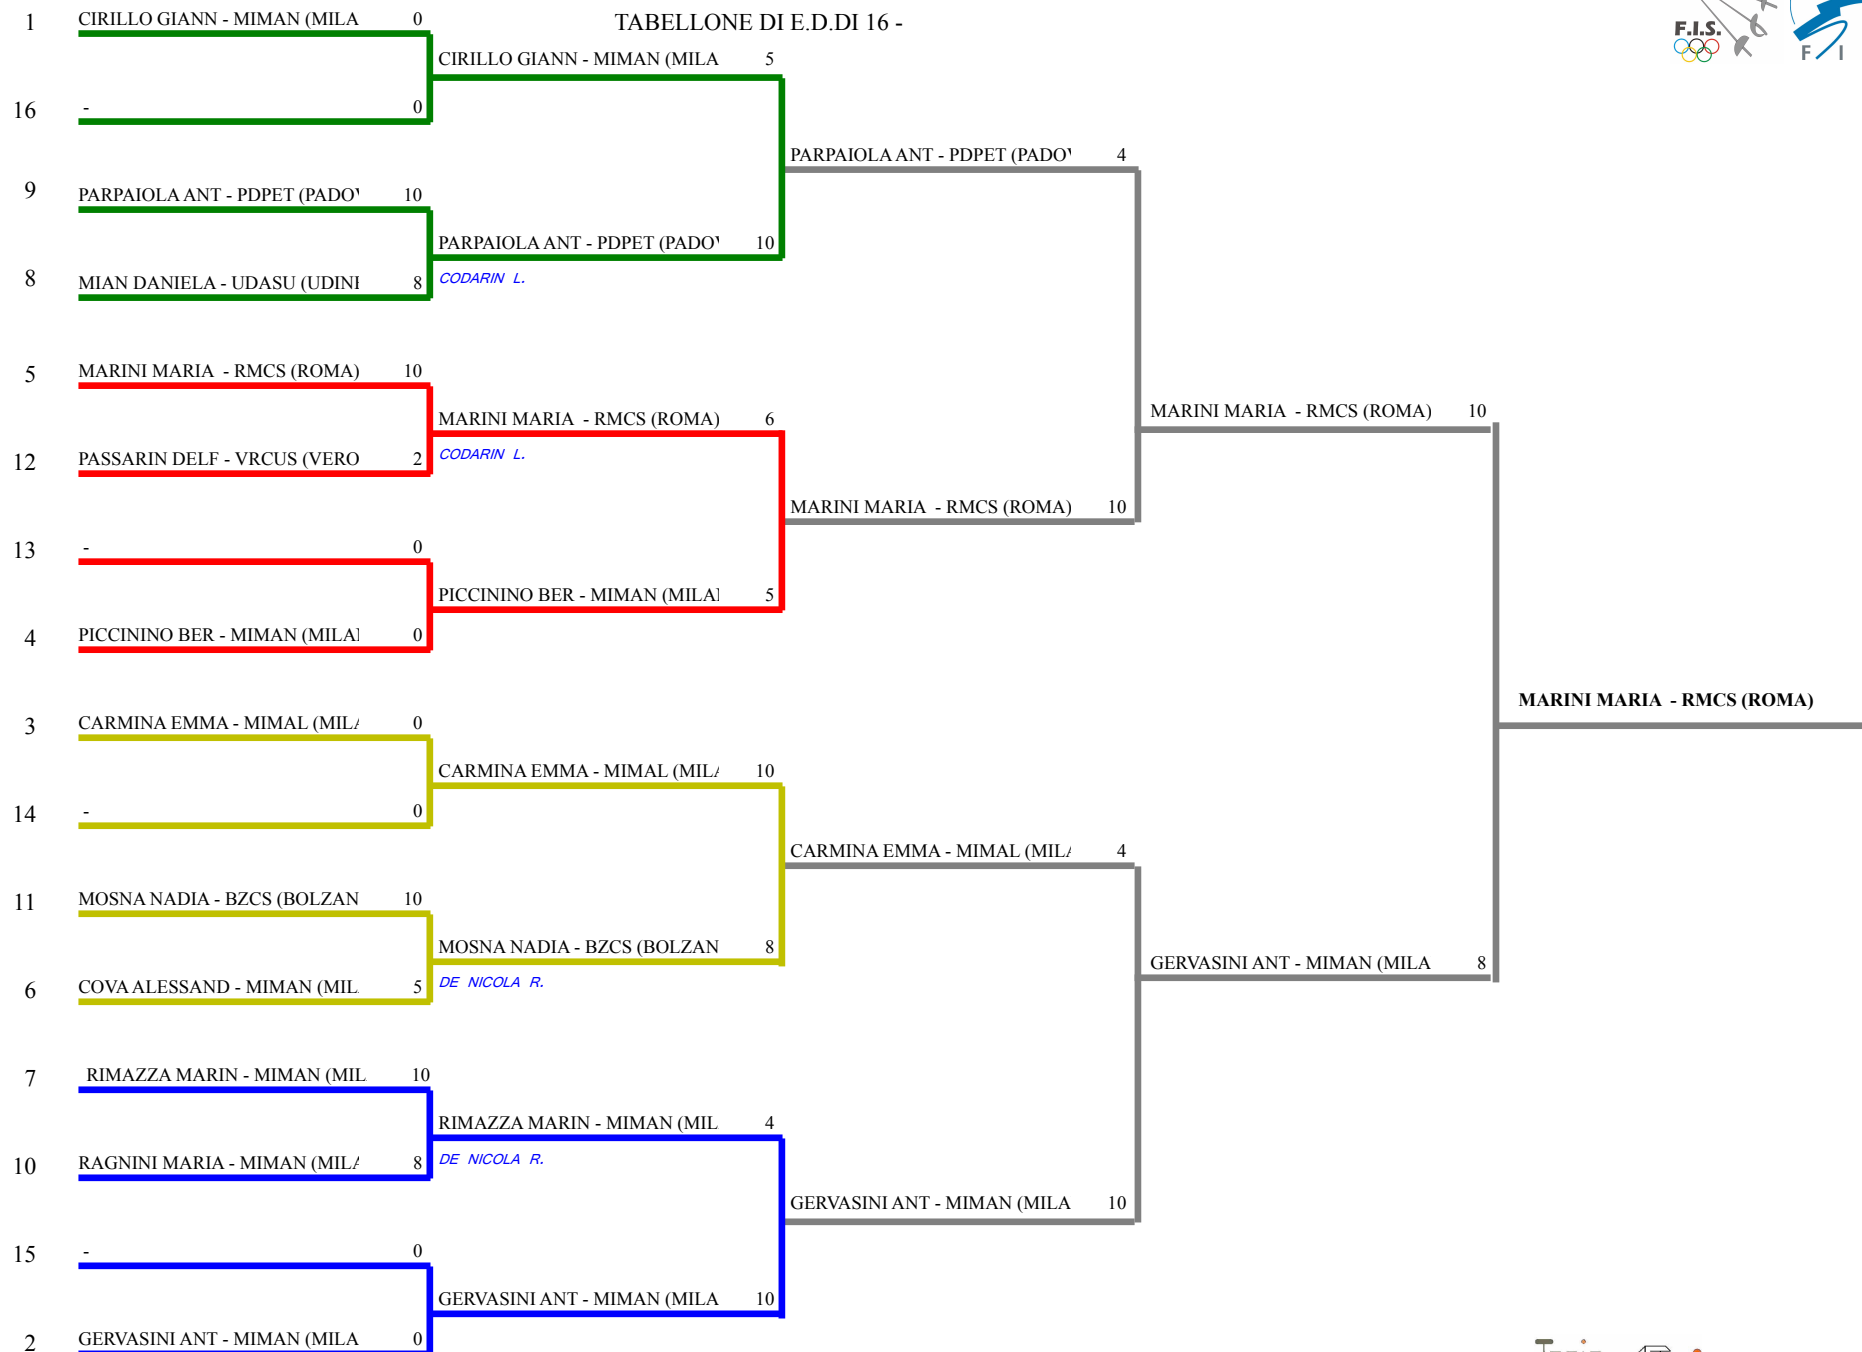 TABELLONE DI E.D.DI 16 -
F.I.S.
F I
1 CIRILLO GIANN - MIMAN (MILA 0
CIRILLO GIANN - MIMAN (MILA 5
16 - 0
PARPAIOLA ANT - PDPET (PADO 4
9 PARPAIOLA ANT - PDPET (PADO 10
PARPAIOLA ANT - PDPET (PADO 10
CODARIN L.
8 MIAN DANIELA - UDASU (UDIN 8
5 MARINI MARIA - RMCS (ROMA) 10
MARINI MARIA - RMCS (ROMA) 6
CODARIN L.
MARINI MARIA - RMCS (ROMA) 10
12 PASSARIN DELF - VRCUS (VERO 2
MARINI MARIA - RMCS (ROMA) 10
13 - 0
PICCININO BER - MIMAN (MILA 5
4 PICCININO BER - MIMAN (MILA 0
MARINI MARIA - RMCS (ROMA)
3 CARMINA EMMA - MIMAL (MILA 0
CARMINA EMMA - MIMAL (MILA 10
14 - 0
CARMINA EMMA - MIMAL (MILA 4
11 MOSNA NADIA - BZCS (BOLZAN 10
MOSNA NADIA - BZCS (BOLZAN 8
DE NICOLA R.
GERVASINI ANT - MIMAN (MILA 8
6 COVA ALESSAND - MIMAN (MIL 5
7 RIMAZZA MARIN - MIMAN (MIL 10
RIMAZZA MARIN - MIMAN (MIL 4
DE NICOLA R.
10 RAGNINI MARIA - MIMAN (MILA 8
GERVASINI ANT - MIMAN (MILA 10
15 - 0
GERVASINI ANT - MIMAN (MILA 10
2 GERVASINI ANT - MIMAN (MILA 0